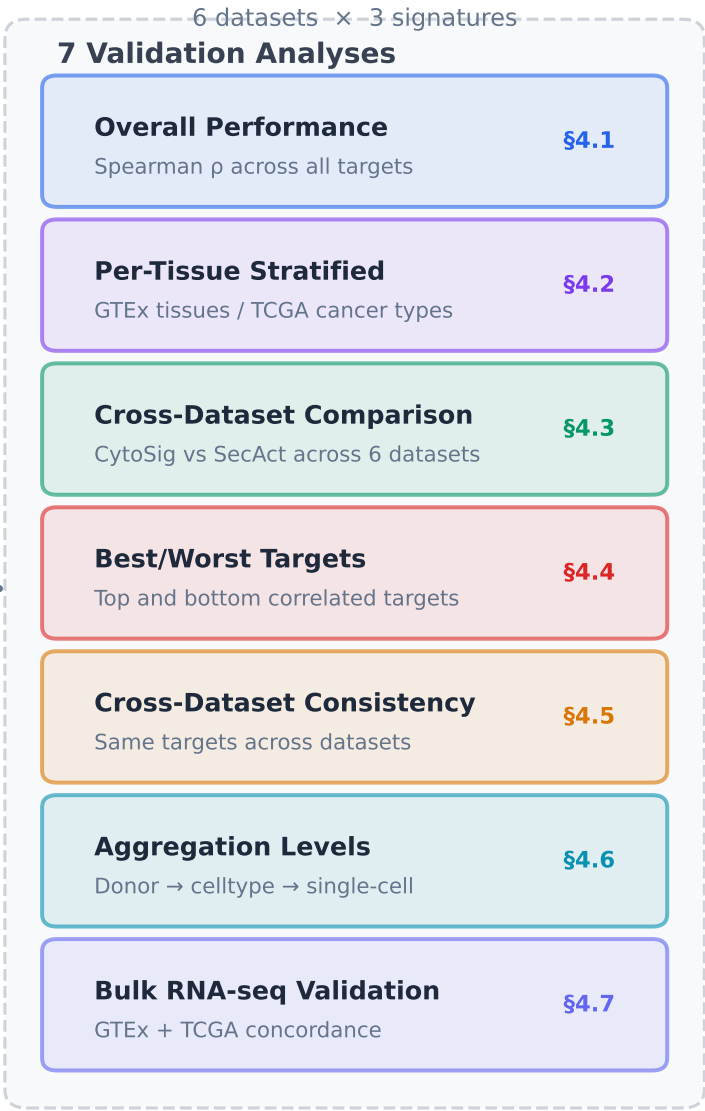 6 datasets × 3 signatures
7 Validation Analyses
Overall Performance
Spearman ρ across all targets
§4.1
Per-Tissue Stratified
GTEx tissues / TCGA cancer types
§4.2
Cross-Dataset Comparison
CytoSig vs SecAct across 6 datasets
§4.3
Best/Worst Targets
Top and bottom correlated targets
§4.4
Cross-Dataset Consistency
Same targets across datasets
§4.5
Aggregation Levels
Donor → celltype → single-cell
§4.6
Bulk RNA-seq Validation
GTEx + TCGA concordance
§4.7